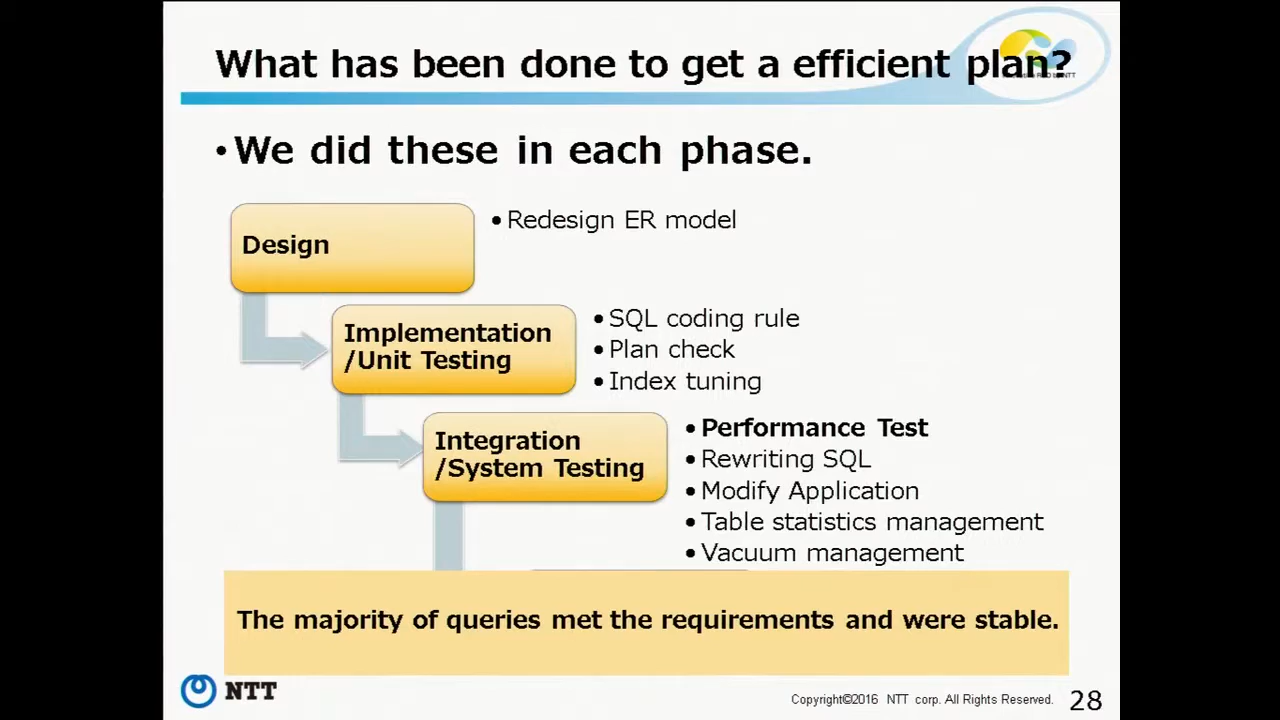 What has been done to get a efficient plan?
•We did these in each phase.
Design
•Redesign ER model
Implementation
/Unit Testing
•SQL coding rule
•Plan check
•Index tuning
Integration
/System Testing
•Performance Test
•Rewriting SQL
•Modify Application
•Table statistics management
•Vacuum management
The majority of queries met the requirements and were stable.
NTT
Copyright©2016 NTT corp. All Rights Reserved.
28